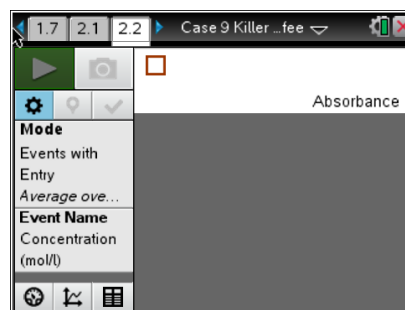 1.7 2.1 2.2 Case 9 Killer ...fee
Absorbance
Mode
Events with
Entry
Average ove...
Event Name
Concentration
(mol/l)